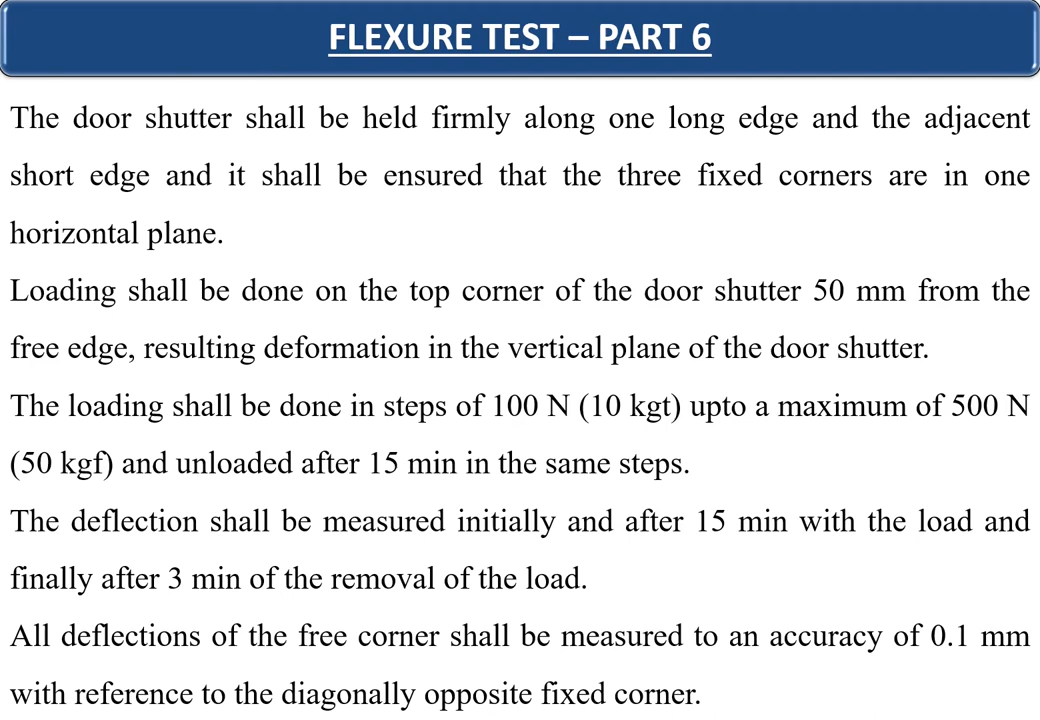 FLEXURE TEST – PART 6
The door shutter shall be held firmly along one long edge and the adjacent
short edge and it shall be ensured that the three fixed corners are in one
horizontal plane.
Loading shall be done on the top corner of the door shutter 50 mm from the
free edge, resulting deformation in the vertical plane of the door shutter.
The loading shall be done in steps of 100 N (10 kgt) upto a maximum of 500 N
(50 kgf) and unloaded after 15 min in the same steps.
The deflection shall be measured initially and after 15 min with the load and
finally after 3 min of the removal of the load.
All deflections of the free corner shall be measured to an accuracy of 0.1 mm
with reference to the diagonally opposite fixed corner.